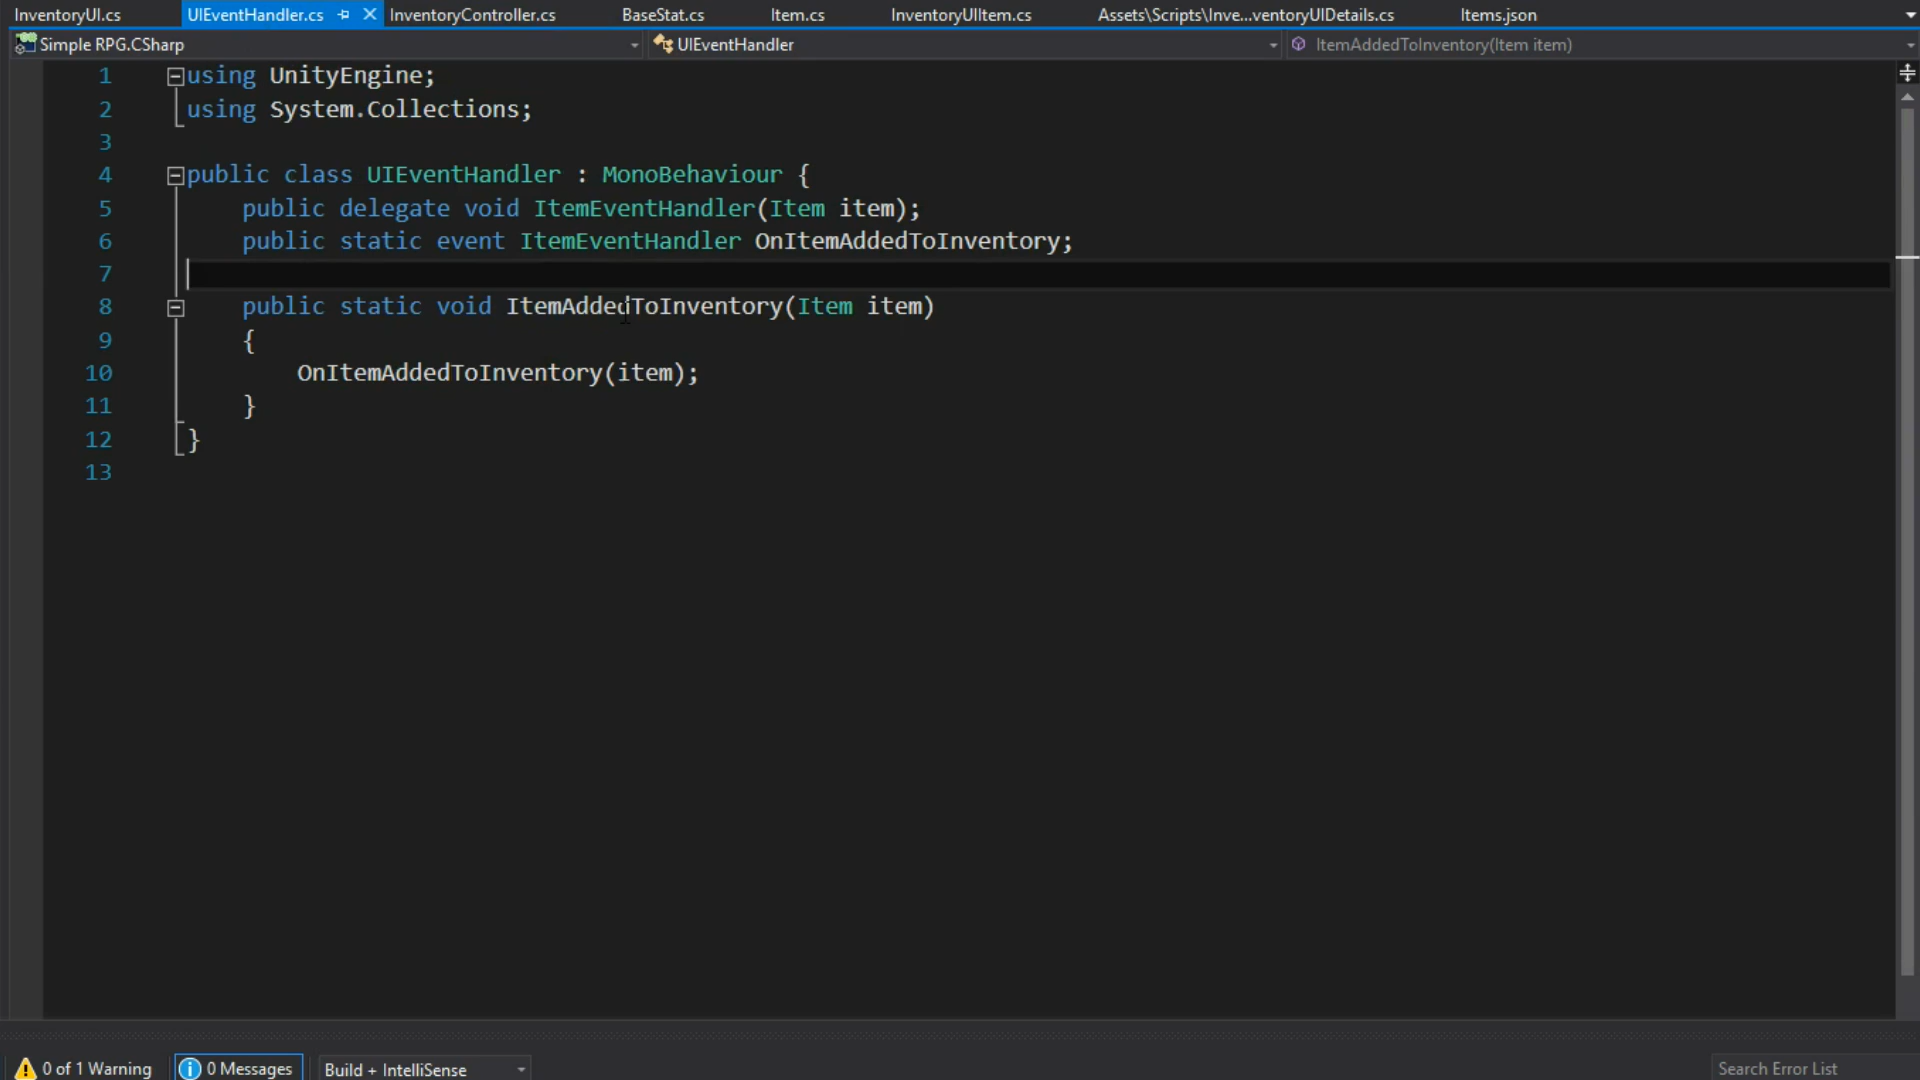 InventoryUI.cs UIEventHandler.cs InventoryController.cs BaseStat.cs Item.cs InventoryUIItem.cs Assets\Scripts\Inve...ventoryUIDetails.cs Items.json
Simple RPG.CSharp UIEventHandler ItemAddedToInventory(Item item)
1 using UnityEngine;
2 using System.Collections;
3
4 public class UIEventHandler : MonoBehaviour {
5 public delegate void ItemEventHandler(Item item);
6 public static event ItemEventHandler OnItemAddedToInventory;
7
8 public static void ItemAddedToInventory(Item item)
9 {
10 OnItemAddedToInventory(item);
11 }
12 }
13
0 of 1 Warning 0 Messages Build + IntelliSense Search Error List